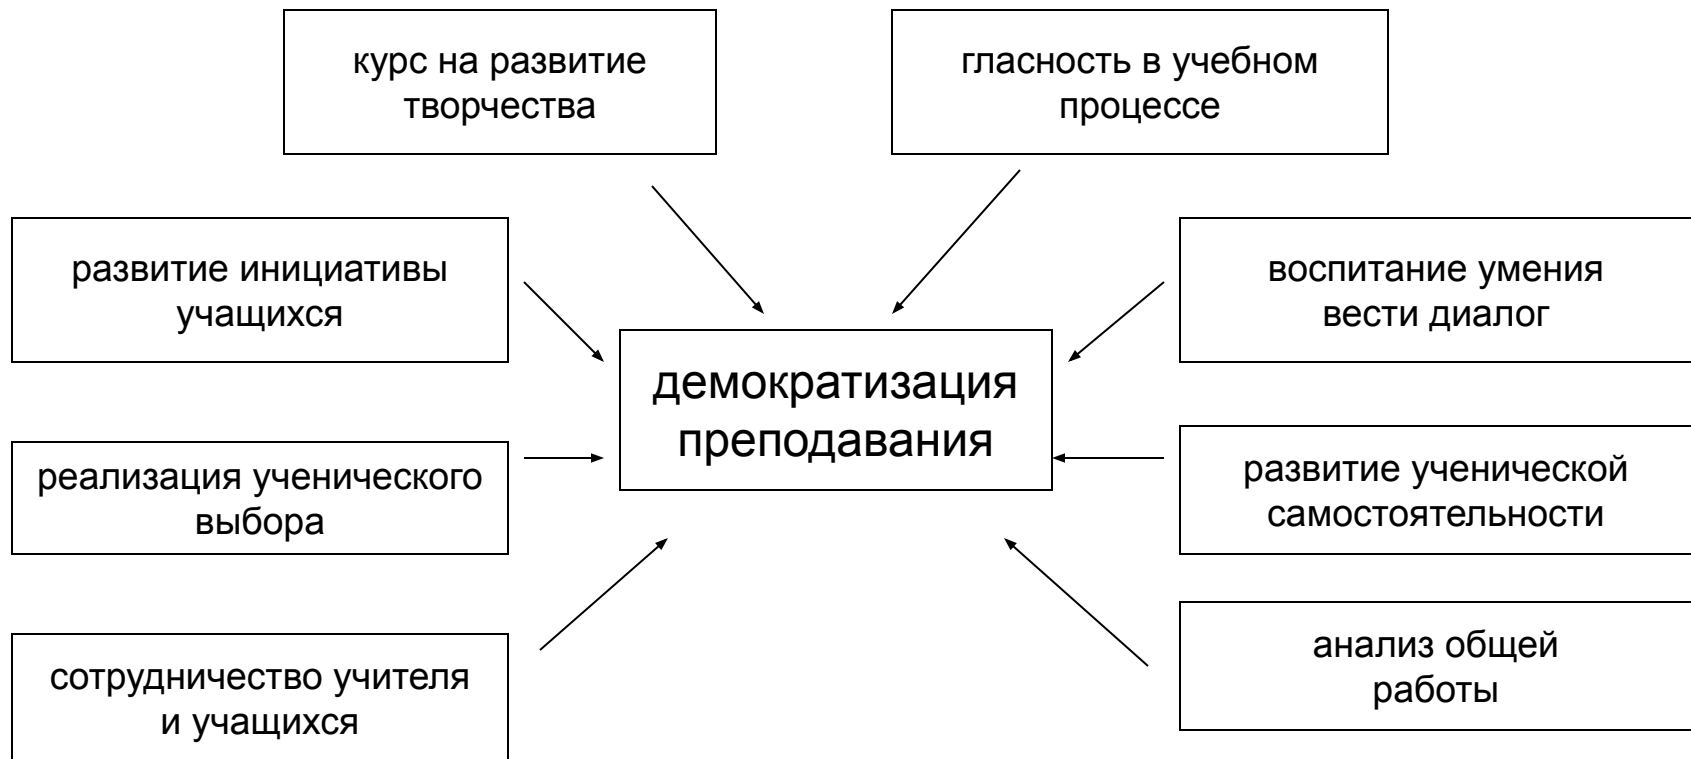 курс на развитие
творчества
гласность в учебном
процессе
развитие инициативы
учащихся
воспитание умения
вести диалог
демократизация
преподавания
реализация ученического
выбора
развитие ученической
самостоятельности
сотрудничество учителя
и учащихся
анализ общей
работы